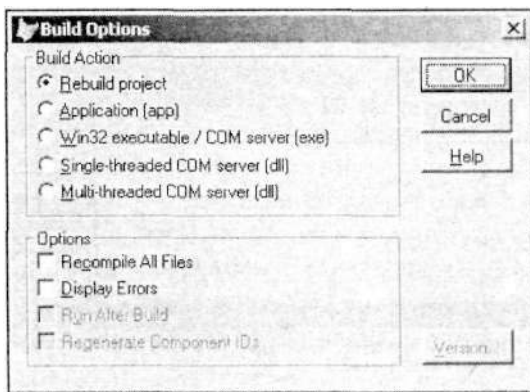 Build Options
Build Action
Rebuild project
Application (app)
Win32 executable / COM server (exe)
Single-threaded COM server (dll)
Multi-threaded COM server (dll)
OK
Cancel
Help
Options
Recompile All Files
Display Errors
Run After Build
Regenerate Component IDs
Version...